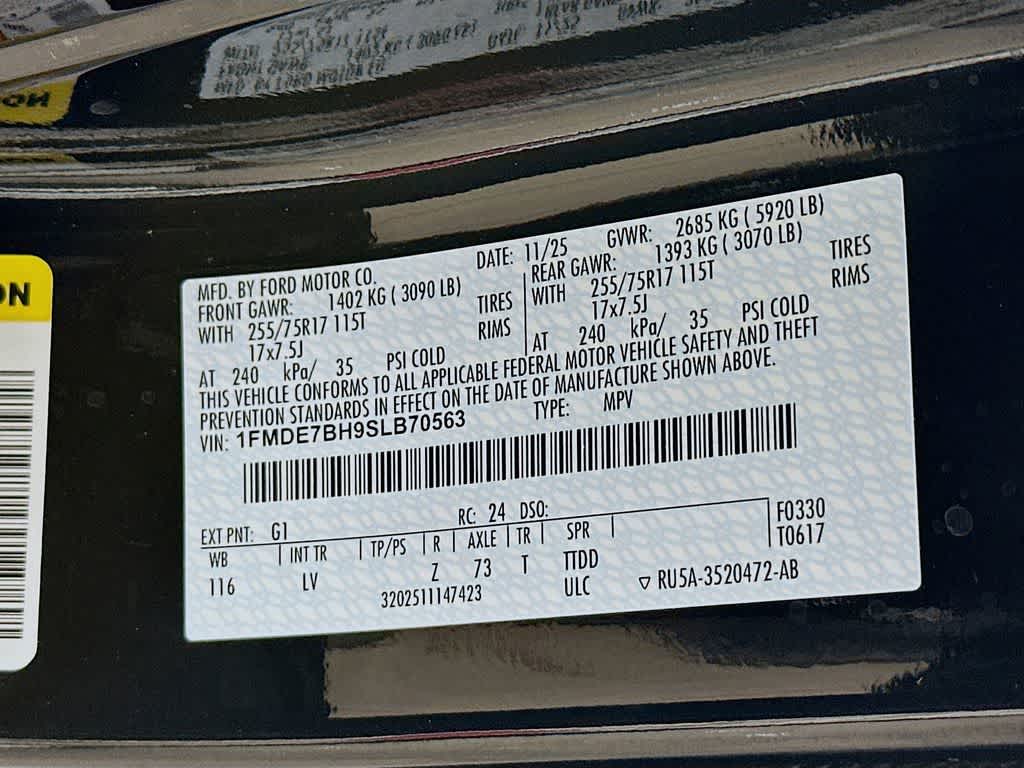 MFD. BY FORD MOTOR CO. DATE: 11/25 GVWR: 2685 KG ( 5920 LB)
FRONT GAWR: 1402 KG ( 3090 LB) REAR GAWR: 1393 KG ( 3070 LB)
WITH 255/75R17 115T TIRES WITH 255/75R17 115T TIRES
17x7.5J RIMS 17x7.5J RIMS
AT 240 kPa/ 35 PSI COLD AT 240 kPa/ 35 PSI COLD
THIS VEHICLE CONFORMS TO ALL APPLICABLE FEDERAL MOTOR VEHICLE SAFETY AND THEFT
PREVENTION STANDARDS IN EFFECT ON THE DATE OF MANUFACTURE SHOWN ABOVE.
VIN: 1FMDE7BH9SLB70563 TYPE: MPV
EXT PNT: G1 RC: 24 DSO: F0330
WB INT TR TP/PS R AXLE TR SPR T0617
116 LV Z 73 T TTDD
3202511147423 ULC ▽ RU5A-3520472-AB
ON